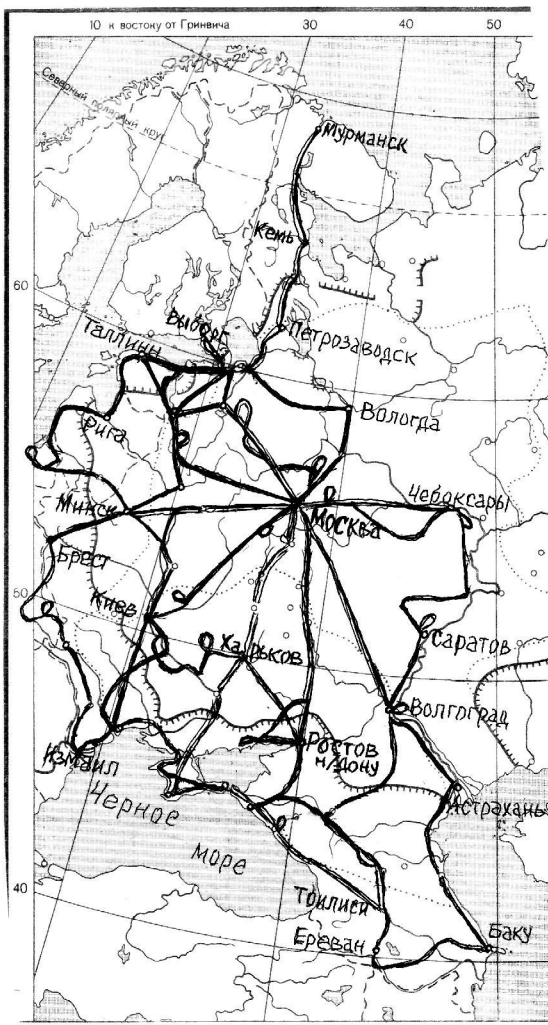 10 к востоку от Гринвича 30 40 50
Северный полярный круг
Мурманск
Кемь
60
Выборг
Таллинн
Петрозаводск
Рига
Вологда
Чебоксары
Минск
Москва
Брест
50
Киев
Харьков
Саратов
Волгоград
Измаил
Ростов
н/Дону
Черное
Астрахань
море
40
Тбилиси
Баку
Ереван